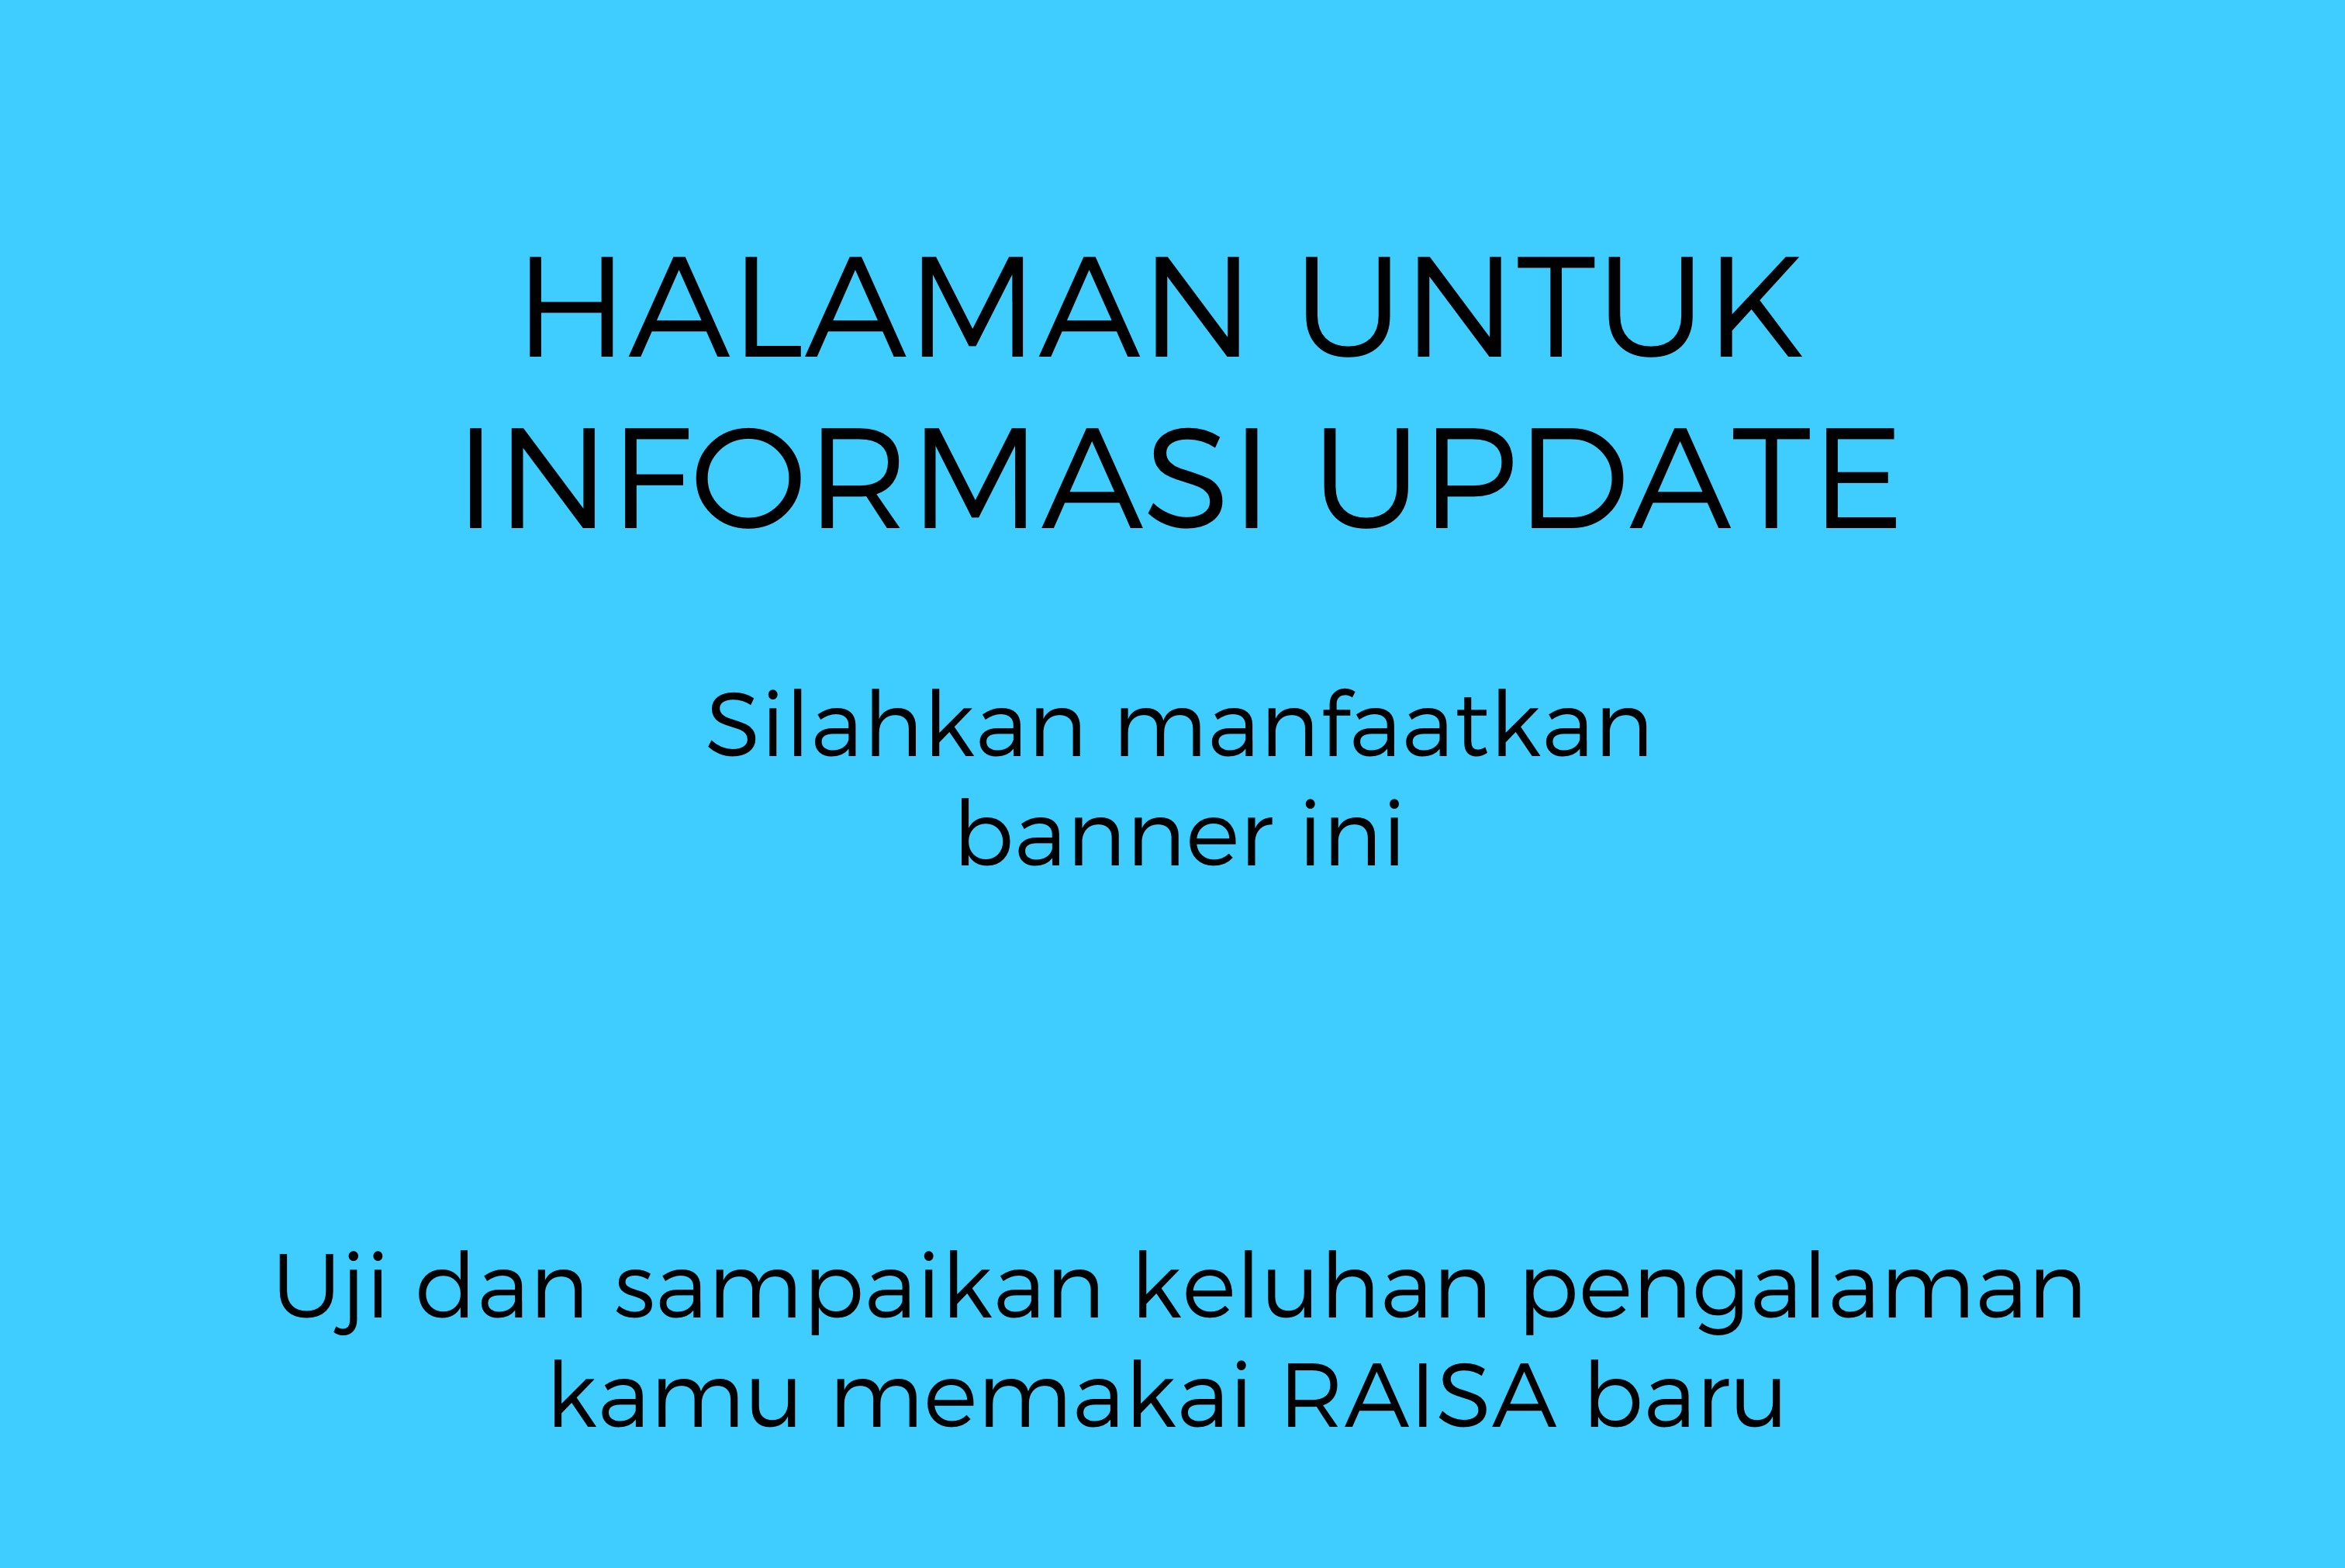 HALAMAN UNTUK
INFORMASI UPDATE
Silahkan manfaatkan
banner ini
Uji dan sampaikan keluhan pengalaman
kamu memakai RAISA baru